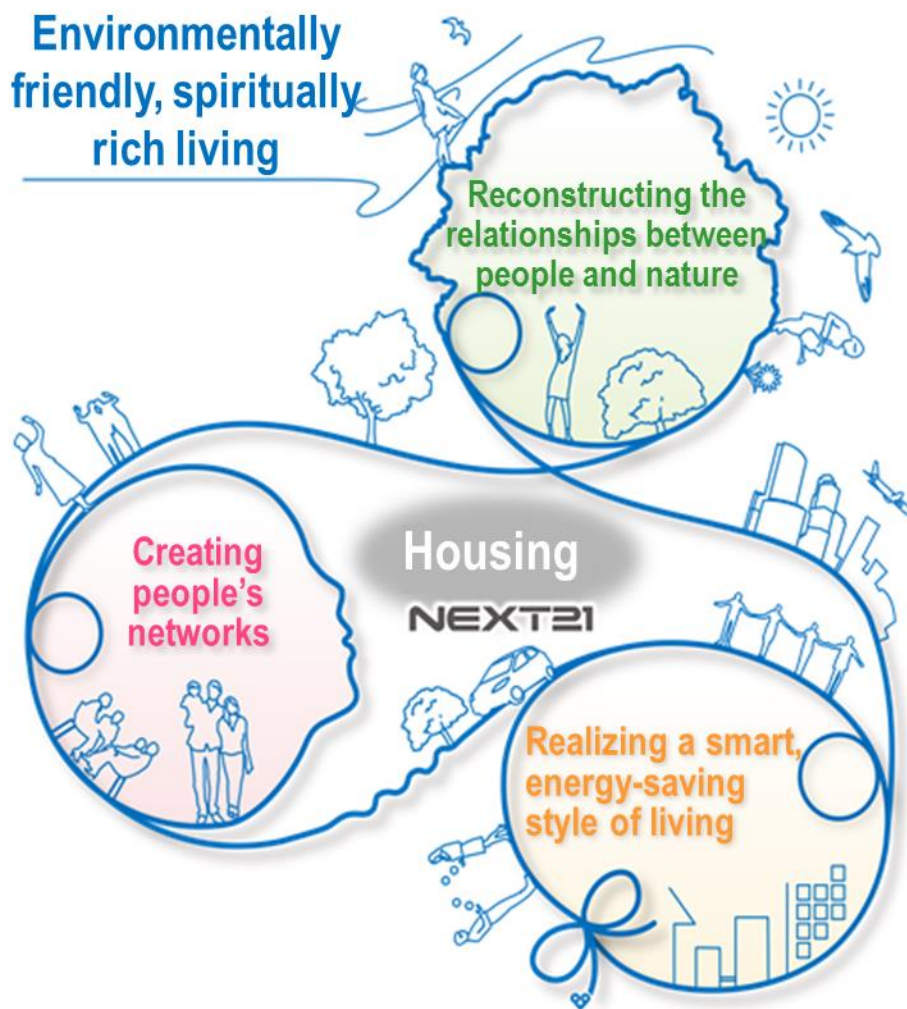 Environmentally
friendly, spiritually
rich living
Reconstructing the
relationships between
people and nature
Creating
people's
networks
Housing
NEXT21
Realizing a smart,
energy-saving
style of living